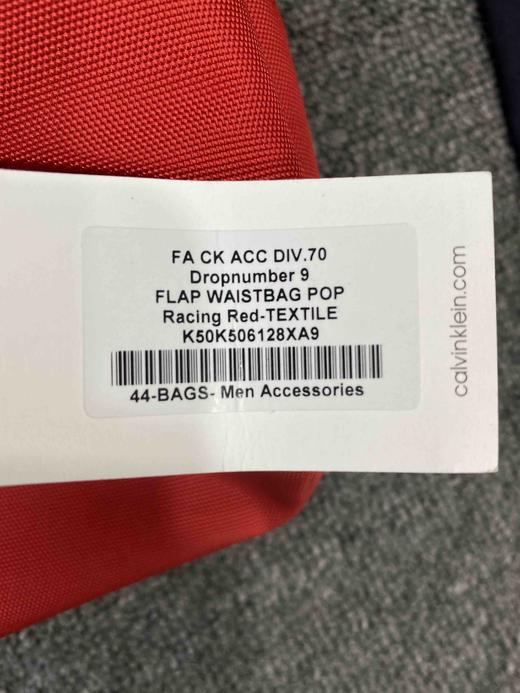 FA CK ACC DIV.70
Dropnumber 9
FLAP WAISTBAG POP
Racing Red-TEXTILE
K50K506128XA9
44-BAGS- Men Accessories
calvinklein.com